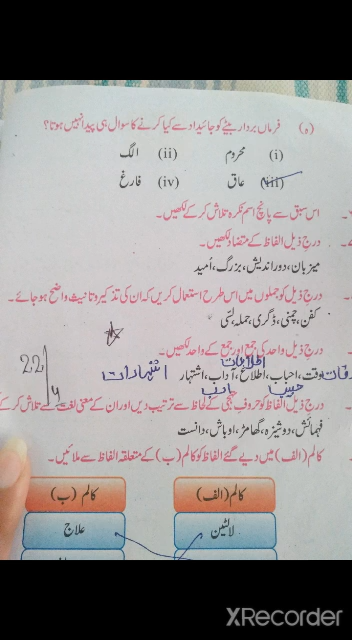 (ہ) فرماں بردار بیٹے کو جائیداد سے کیا کرنے کا سوال ہی پیدا نہیں ہوتا؟
(i) محروم (ii) الگ
(iii) عاق (iv) فارغ
اس سبق سے پانچ اسم نکرہ تلاش کر کے لکھیں۔
درج ذیل الفاظ کے متضاد لکھیں۔
میزبان، دوراندیش، بزرگ، اُمید
درج ذیل کو جملوں میں اس طرح استعمال کریں کہ ان کی تذکیر و تانیث واضح ہو جائے۔
کفن، چمنی، ڈگری، جملہ، لسّی
درج ذیل واحد کی جمع اور جمع کے واحد لکھیں۔
اطلاعات
وقت، احباب، اطلاع، آداب، اشتہار اشتہارات
حبیب ادب
22
4
درج ذیل الفاظ کو حروفِ تہجی کے لحاظ سے ترتیب دیں اور ان کے معنی لغت سے تلاش کر کے
فہمائش، دوشیزہ، گھامڑ، اوباش، دانست
کالم (الف) میں دیے گئے الفاظ کو کالم (ب) کے متعلقہ الفاظ سے ملائیں۔
کالم (الف) کالم (ب)
لالٹین علاج
XRecorder